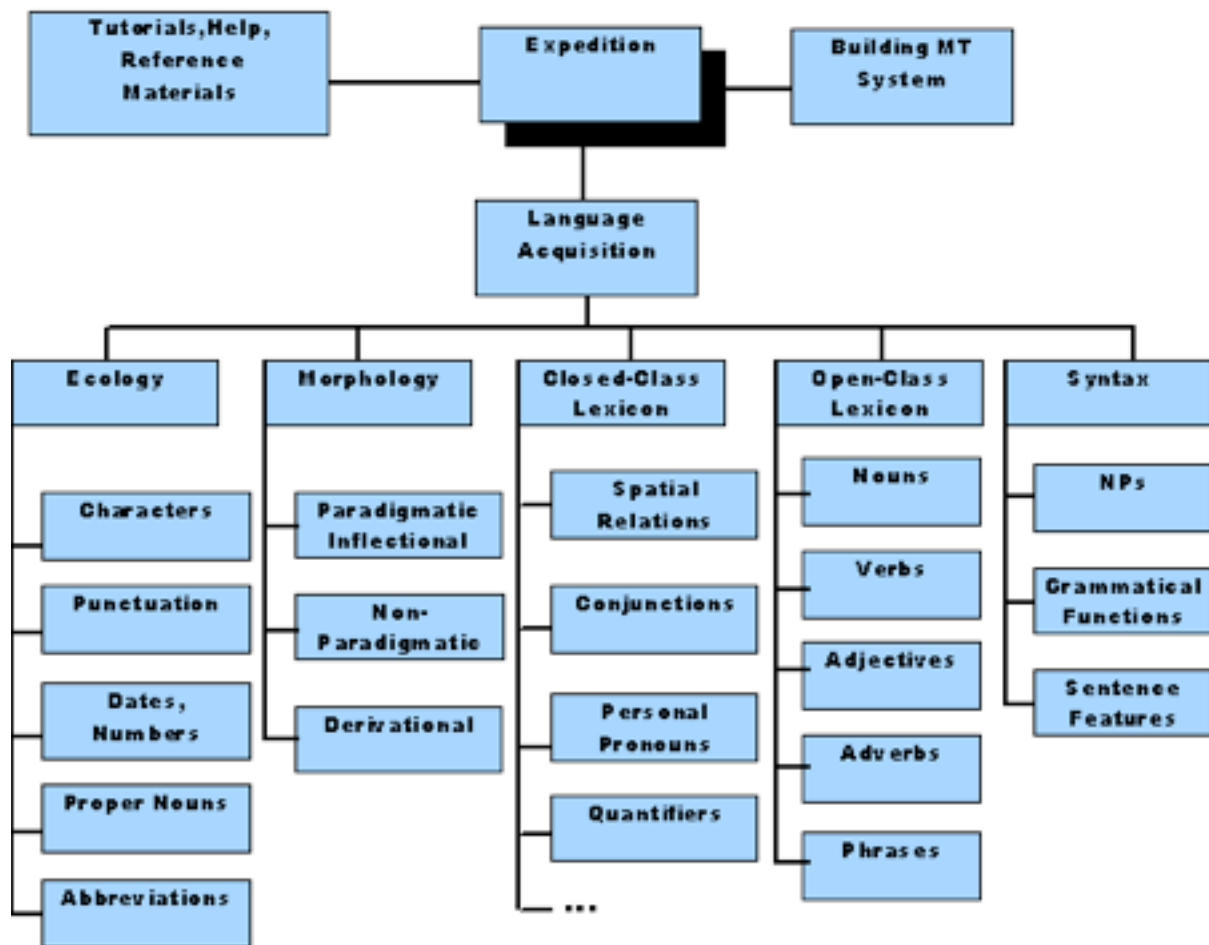 Tutorials,Help,
Reference
Materials
Expedition
Building MT
System
Language
Acquisition
Ecology
Characters
Punctuation
Dates,
Numbers
Proper Nouns
Abbreviations
Morphology
Paradigmatic
Inflectional
Non-
Paradigmatic
Derivational
Closed-Class
Lexicon
Spatial
Relations
Conjunctions
Personal
Pronouns
Quantifiers
...
Open-Class
Lexicon
Nouns
Verbs
Adjectives
Adverbs
Phrases
Syntax
NPs
Grammatical
Functions
Sentence
Features